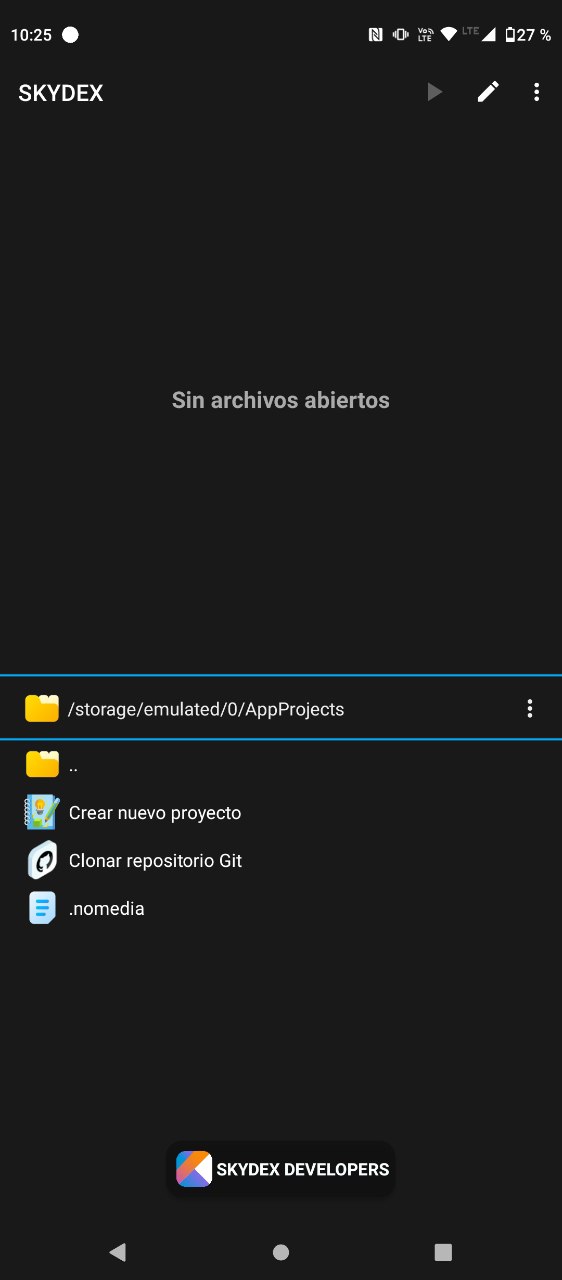 10:25
Vo LTE
LTE
27 %
SKYDEX
Sin archivos abiertos
/storage/emulated/0/AppProjects
..
Crear nuevo proyecto
Clonar repositorio Git
.nomedia
SKYDEX DEVELOPERS